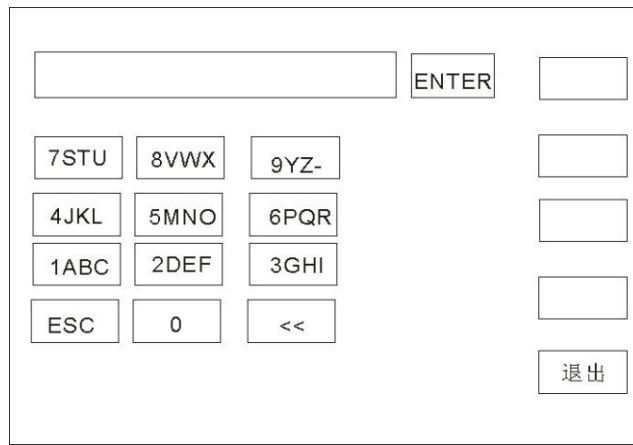 ENTER
7STU 8VWX 9YZ-
4JKL 5MNO 6PQR
1ABC 2DEF 3GHI
ESC 0 <<
退出